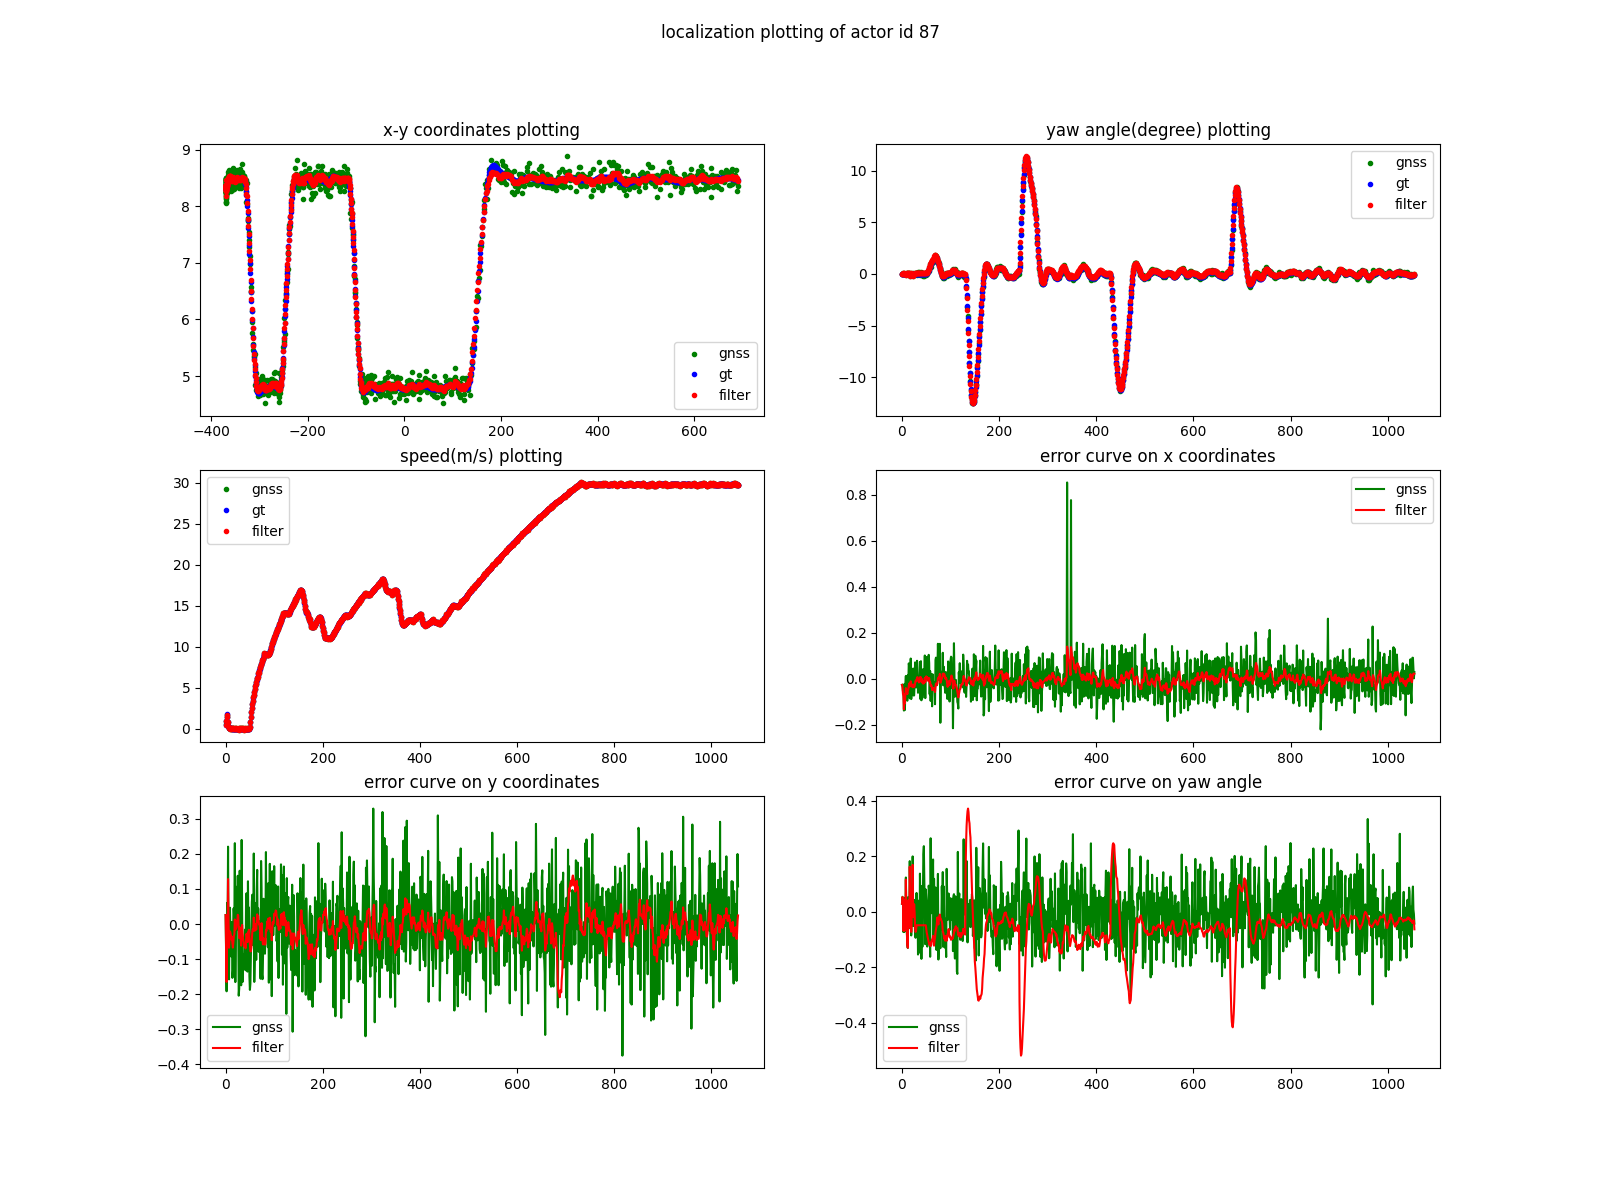 localization plotting of actor id 87
x-y coordinates plotting
9
8
7
6
5
−400 −200 0 200 400 600
gnss
gt
filter
yaw angle(degree) plotting
10
5
0
−5
−10
0 200 400 600 800 1000
gnss
gt
filter
speed(m/s) plotting
30
25
20
15
10
5
0
0 200 400 600 800 1000
gnss
gt
filter
error curve on x coordinates
0.8
0.6
0.4
0.2
0.0
−0.2
0 200 400 600 800 1000
gnss
filter
error curve on y coordinates
0.3
0.2
0.1
0.0
−0.1
−0.2
−0.3
−0.4
0 200 400 600 800 1000
gnss
filter
error curve on yaw angle
0.4
0.2
0.0
−0.2
−0.4
0 200 400 600 800 1000
gnss
filter